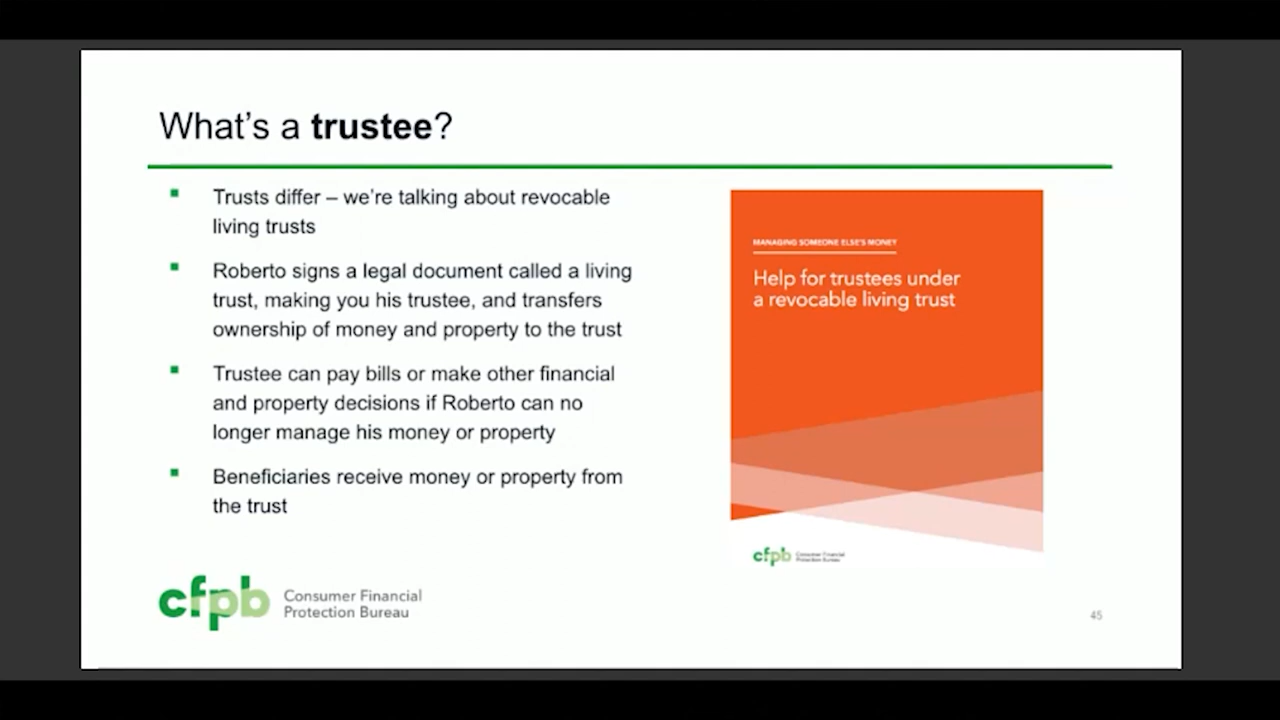 What's a trustee?
Trusts differ – we're talking about revocable
living trusts
Roberto signs a legal document called a living
trust, making you his trustee, and transfers
ownership of money and property to the trust
Trustee can pay bills or make other financial
and property decisions if Roberto can no
longer manage his money or property
Beneficiaries receive money or property from
the trust
MANAGING SOMEONE ELSE'S MONEY
Help for trustees under
a revocable living trust
cfpb Consumer Financial
Protection Bureau
cfpb Consumer Financial
Protection Bureau
45